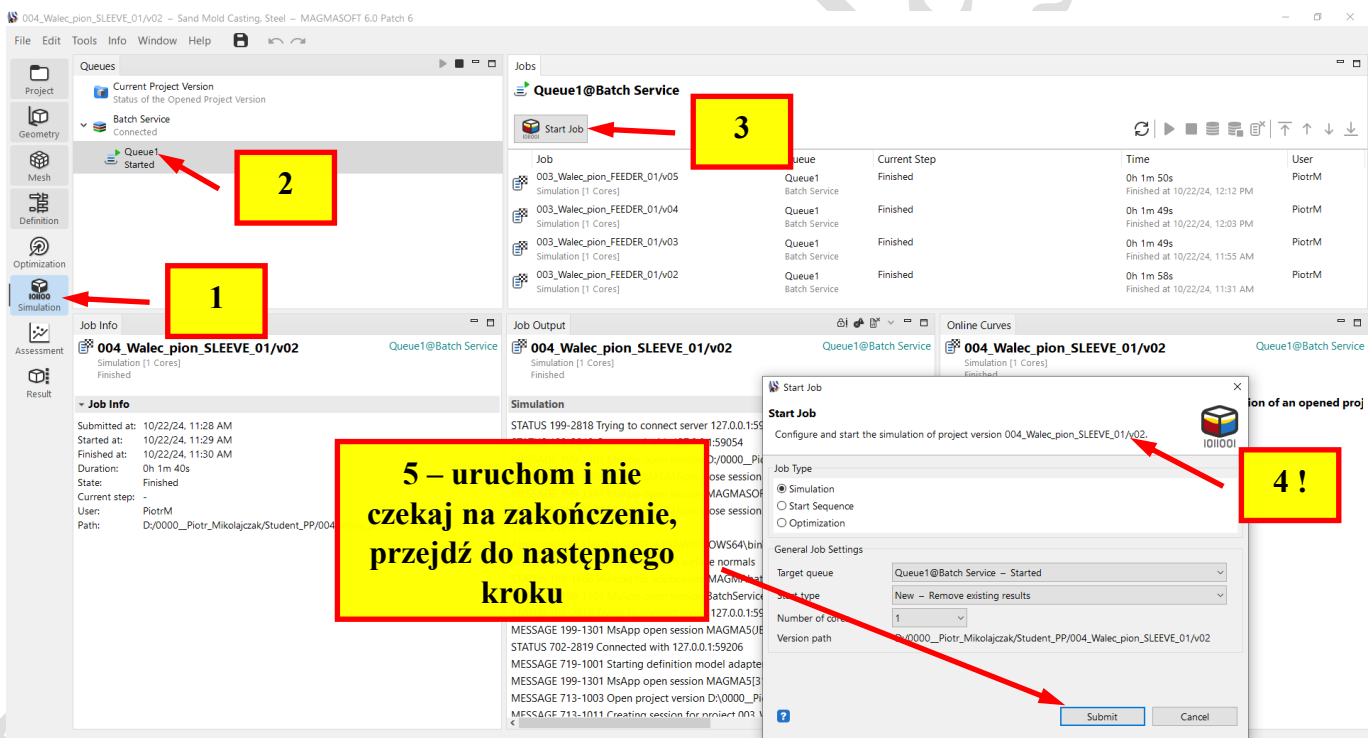 004_Walec_pion_SLEEVE_01/v02 – Sand Mold Casting, Steel – MAGMASOFT 6.0 Patch 6
File Edit Tools Info Window Help
Project
Geometry
Mesh
Definition
Optimization
Simulation
Assessment
Result
Queues
Current Project Version
Status of the Opened Project Version
Batch Service
Connected
Queue1
Started
1
2
Jobs
Queue1@Batch Service
Start Job
3
Job Queue Current Step Time User
003_Walec_pion_FEEDER_01/v05 Queue1 Finished 0h 1m 50s PiotrM
Simulation [1 Cores] Batch Service Finished at 10/22/24, 12:12 PM
003_Walec_pion_FEEDER_01/v04 Queue1 Finished 0h 1m 49s PiotrM
Simulation [1 Cores] Batch Service Finished at 10/22/24, 12:03 PM
003_Walec_pion_FEEDER_01/v03 Queue1 Finished 0h 1m 49s PiotrM
Simulation [1 Cores] Batch Service Finished at 10/22/24, 11:55 AM
003_Walec_pion_FEEDER_01/v02 Queue1 Finished 0h 1m 58s PiotrM
Simulation [1 Cores] Batch Service Finished at 10/22/24, 11:31 AM
Job Info
004_Walec_pion_SLEEVE_01/v02 Queue1@Batch Service
Simulation [1 Cores]
Finished
Job Info
Submitted at: 10/22/24, 11:28 AM
Started at: 10/22/24, 11:29 AM
Finished at: 10/22/24, 11:30 AM
Duration: 0h 1m 40s
State: Finished
Current step: -
User: PiotrM
Path: D:/0000__Piotr_Mikolajczak/Student_PP/004
Job Output
004_Walec_pion_SLEEVE_01/v02 Queue1@Batch Service
Simulation [1 Cores]
Finished
Simulation
STATUS 199-2818 Trying to connect server 127.0.0.1:59
MESSAGE 199-1301 MsApp open session MAGMA5(JE
STATUS 702-2819 Connected with 127.0.0.1:59206
MESSAGE 719-1001 Starting definition model adapte
MESSAGE 199-1301 MsApp open session MAGMA5[3
MESSAGE 713-1003 Open project version D:\0000__Pi
MESSAGE 713-1011 Creating session for project 003
5 – uruchom i nie
czekaj na zakończenie,
przejdź do następnego
kroku
Online Curves
004_Walec_pion_SLEEVE_01/v02 Queue1@Batch Service
Simulation [1 Cores]
Finished
ion of an opened proj
Start Job
Start Job
Configure and start the simulation of project version 004_Walec_pion_SLEEVE_01/v02.
101100I
4 !
Job Type
Simulation
Start Sequence
Optimization
General Job Settings
Target queue Queue1@Batch Service – Started
Start type New – Remove existing results
Number of cores 1
Version path D:/0000__Piotr_Mikolajczak/Student_PP/004_Walec_pion_SLEEVE_01/v02
Submit Cancel